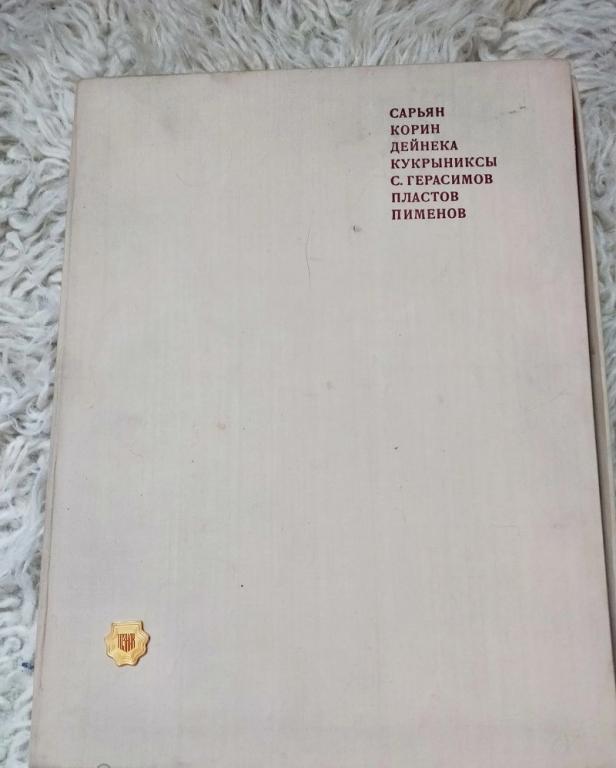 САРЬЯН
КОРИН
ДЕЙНЕКА
КУКРЫНИКСЫ
С. ГЕРАСИМОВ
ПЛАСТОВ
ПИМЕНОВ